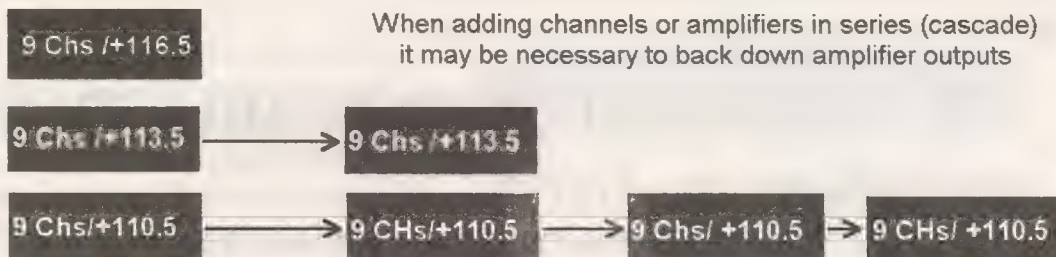 When adding channels or amplifiers in series (cascade)
it may be necessary to back down amplifier outputs
9 Chs /+116.5
9 Chs /+113.5 9 Chs /+113.5
9 Chs/+110.5 9 CHs/+110.5 9 Chs/ +110.5 9 CHs/ +110.5